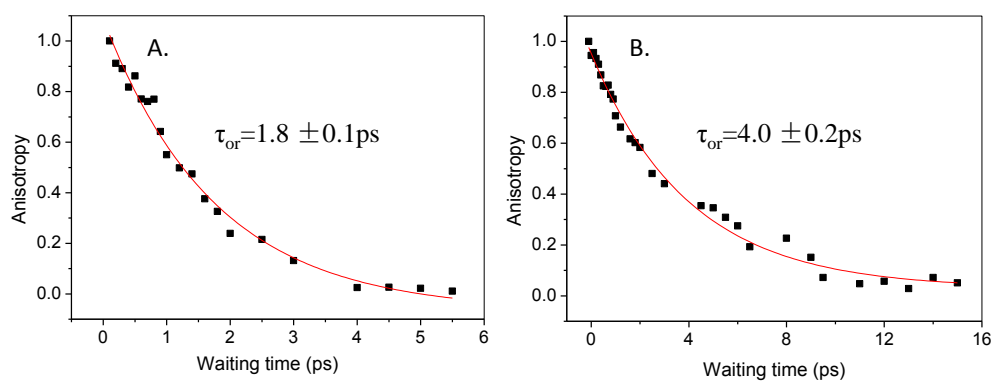 A.
τor=1.8 ±0.1ps
Anisotropy
1.0
0.8
0.6
0.4
0.2
0.0
0 1 2 3 4 5 6
Waiting time (ps)
B.
τor=4.0 ±0.2ps
Anisotropy
1.0
0.8
0.6
0.4
0.2
0.0
0 4 8 12 16
Waiting time (ps)